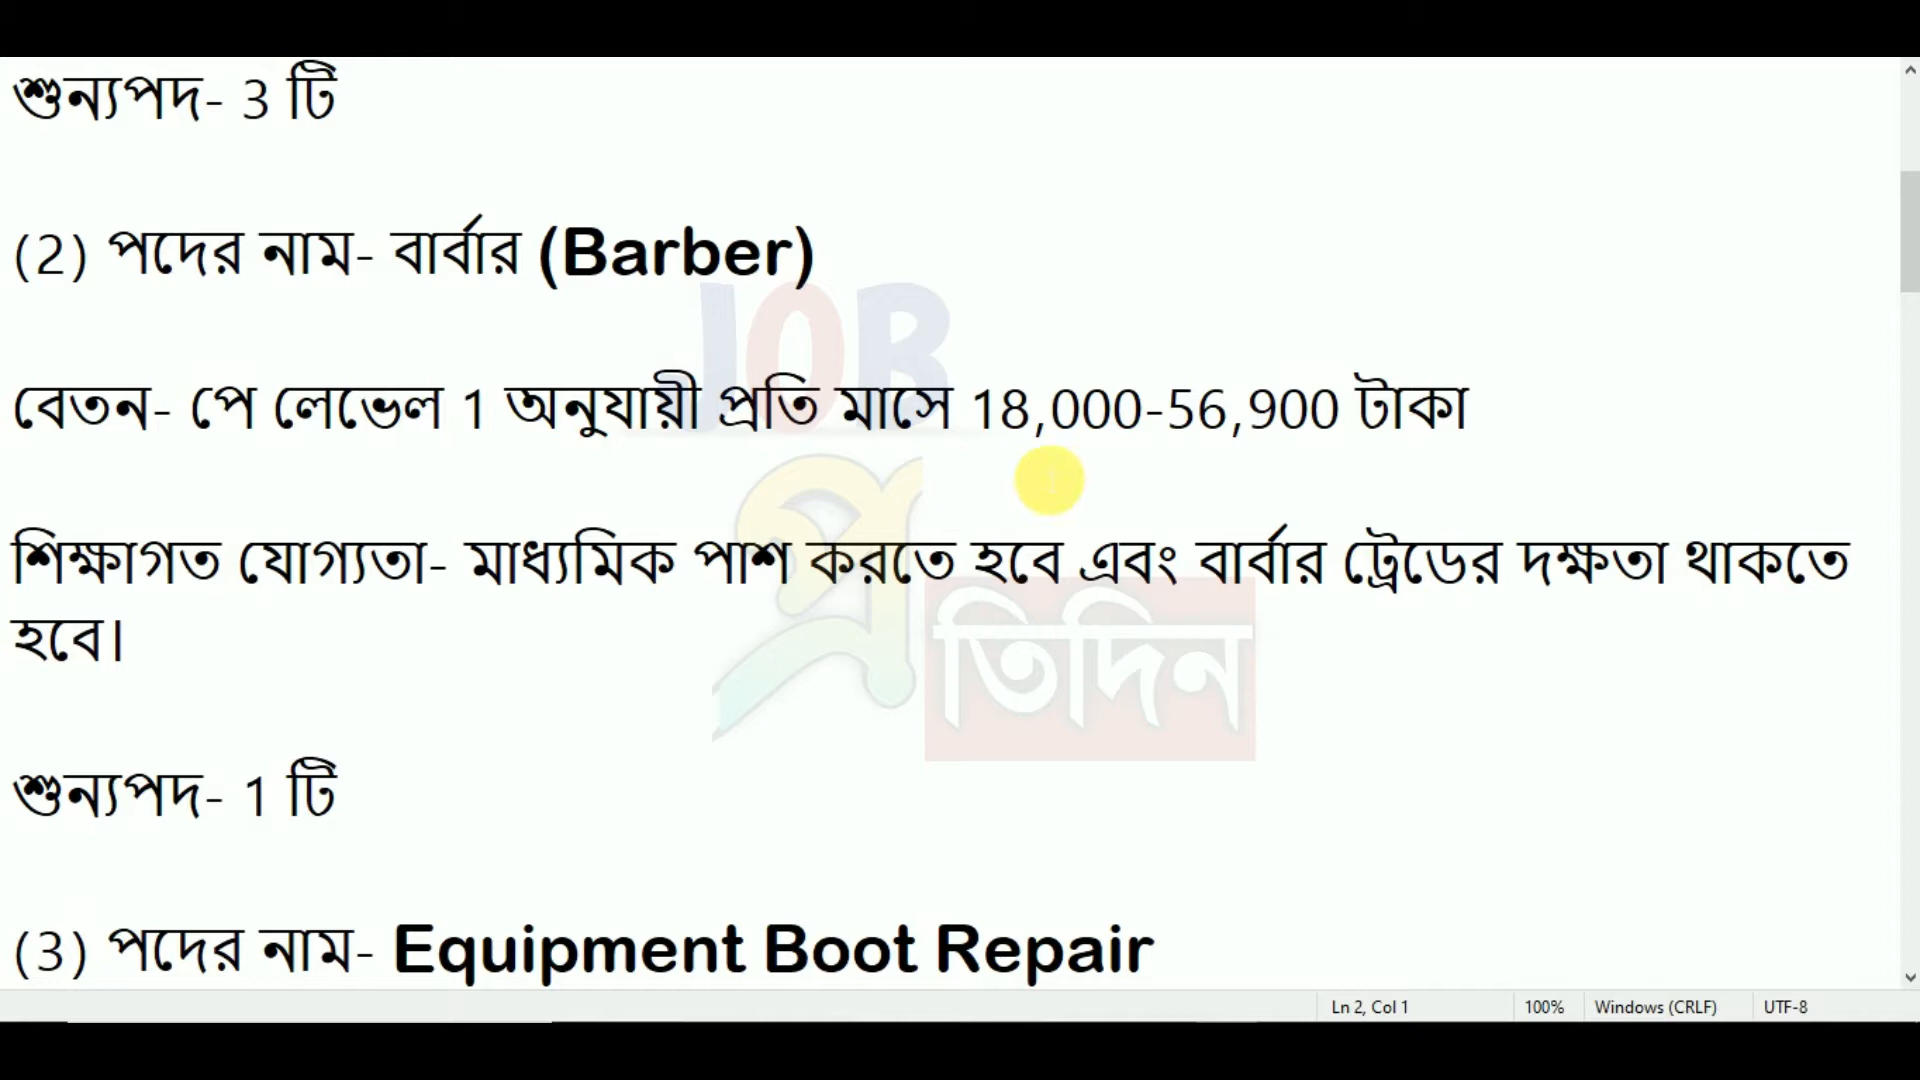 শুন্যপদ- 3 টি
(2) পদের নাম- বার্বার (Barber)
JOB
বেতন- পে লেভেল 1 অনুযায়ী প্রতি মাসে 18,000-56,900 টাকা
শিক্ষাগত যোগ্যতা- মাধ্যমিক পাশ করতে হবে এবং বার্বার ট্রেডের দক্ষতা থাকতে
হবে।
প্রতিদিন
শুন্যপদ- 1 টি
(3) পদের নাম- Equipment Boot Repair
Ln 2, Col 1 100% Windows (CRLF) UTF-8